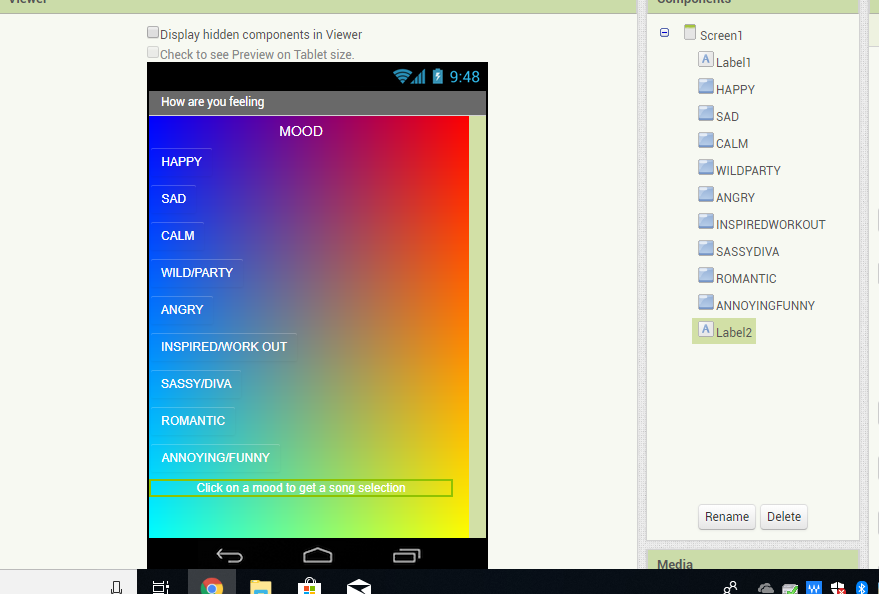 Viewer
Components
Display hidden components in Viewer
Check to see Preview on Tablet size.
9:48
How are you feeling
MOOD
HAPPY
SAD
CALM
WILD/PARTY
ANGRY
INSPIRED/WORK OUT
SASSY/DIVA
ROMANTIC
ANNOYING/FUNNY
Click on a mood to get a song selection
Screen1
A Label1
HAPPY
SAD
CALM
WILDPARTY
ANGRY
INSPIREDWORKOUT
SASSYDIVA
ROMANTIC
ANNOYINGFUNNY
A Label2
Rename Delete
Media